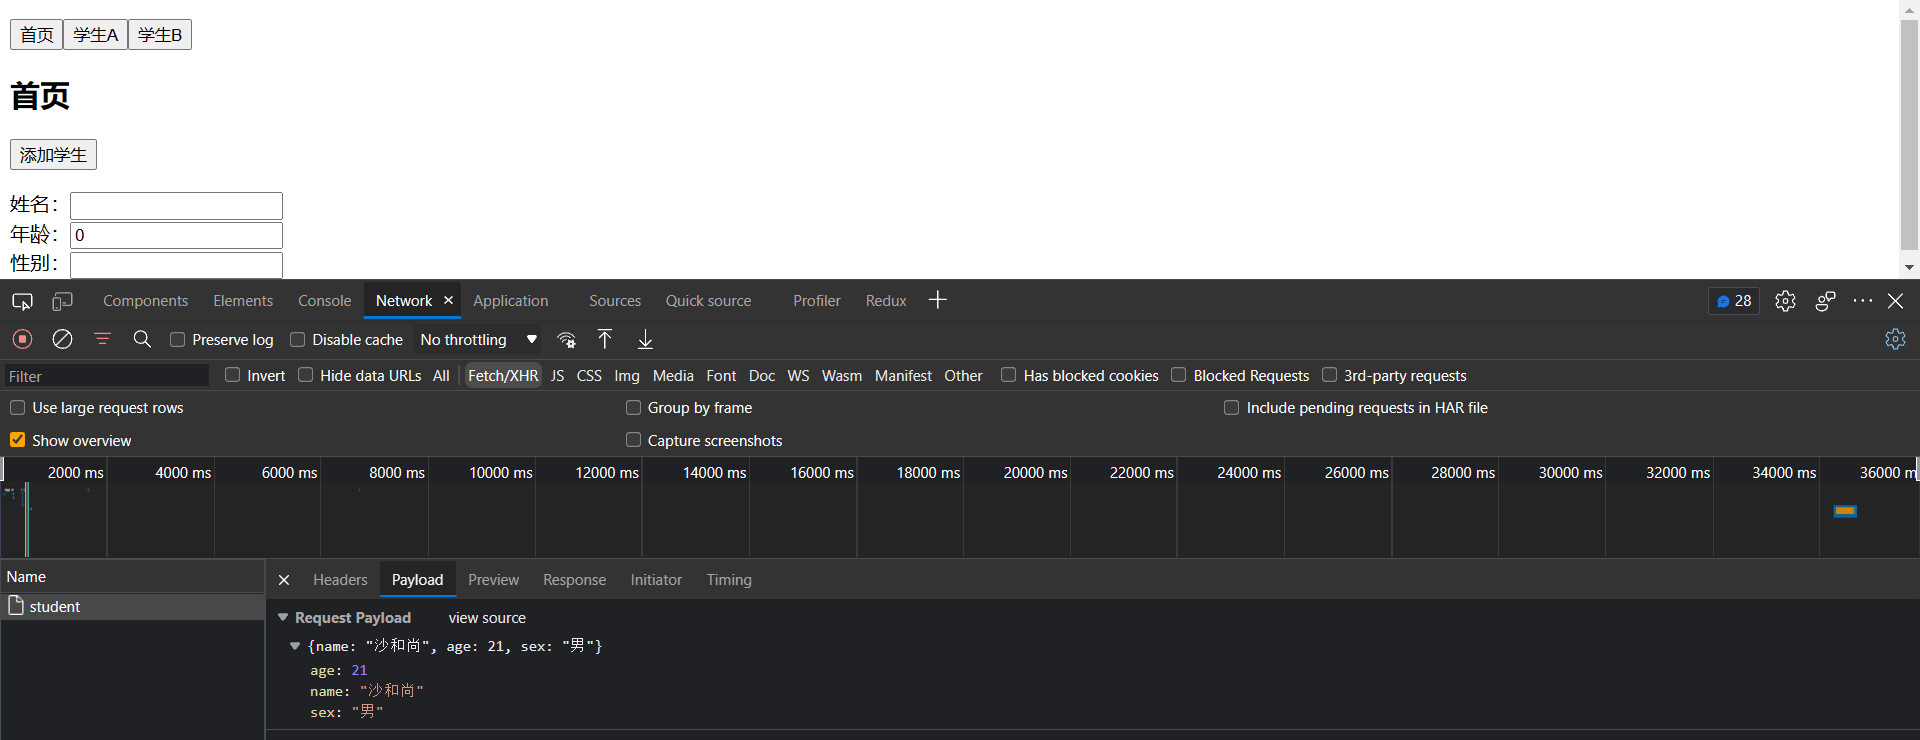 首页 学生A 学生B
首页
添加学生
姓名：
年龄： 0
性别：
Components Elements Console Network Application Sources Quick source Profiler Redux 28
Preserve log Disable cache No throttling
Filter Invert Hide data URLs All Fetch/XHR JS CSS Img Media Font Doc WS Wasm Manifest Other Has blocked cookies Blocked Requests 3rd-party requests
Use large request rows Group by frame Include pending requests in HAR file
Show overview Capture screenshots
2000 ms 4000 ms 6000 ms 8000 ms 10000 ms 12000 ms 14000 ms 16000 ms 18000 ms 20000 ms 22000 ms 24000 ms 26000 ms 28000 ms 30000 ms 32000 ms 34000 ms 36000 m
Name Headers Payload Preview Response Initiator Timing
student
Request Payload view source
{name: "沙和尚", age: 21, sex: "男"}
age: 21
name: "沙和尚"
sex: "男"